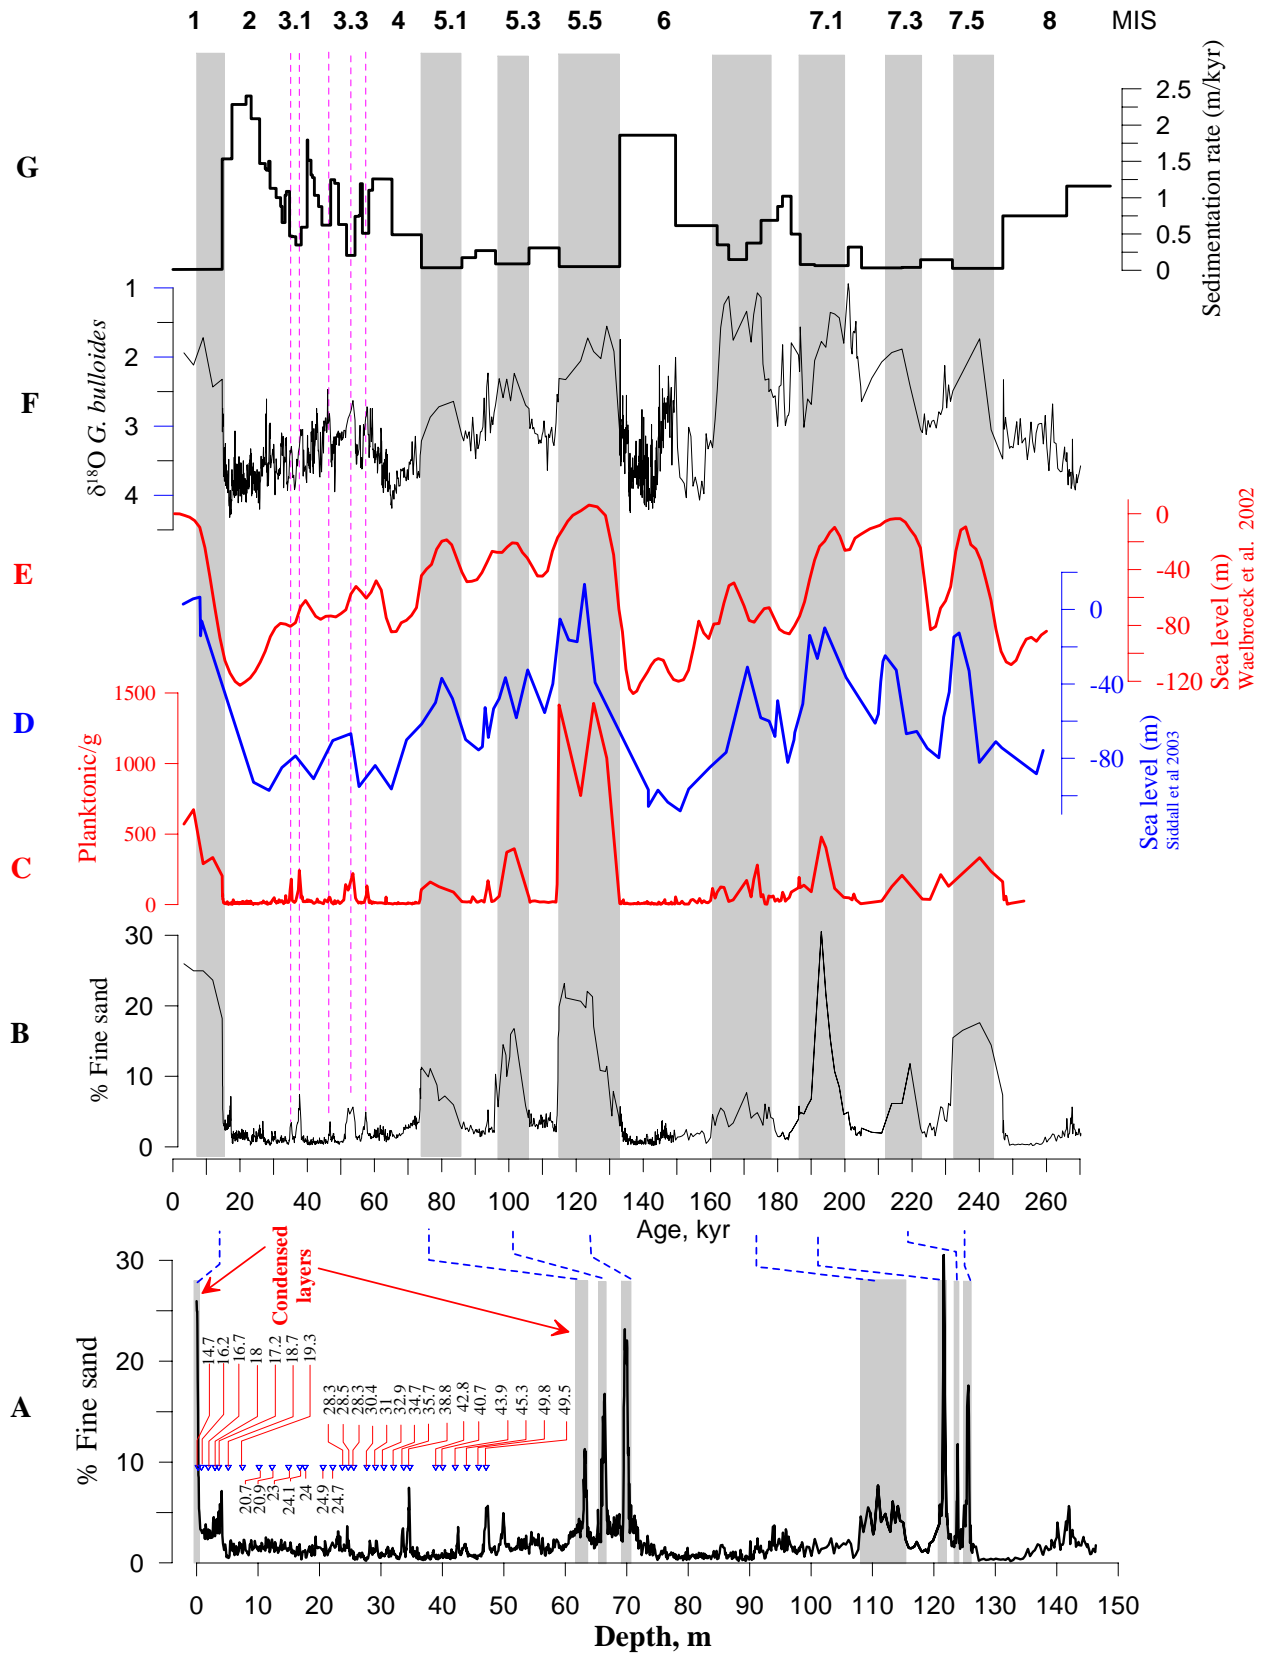 1 2 3.1 3.3 4 5.1 5.3 5.5 6 7.1 7.3 7.5 8 MIS
G
2.5
2
1.5
1
0.5
0
Sedimentation rate (m/kyr)
F
δ¹⁸O G. bulloides
1
2
3
4
E
0
-40
-80
-120
Sea level (m)
Waelbroeck et al. 2002
D
0
-40
-80
Sea level (m)
Siddall et al 2003
C
Planktonic/g
1500
1000
500
0
B
% Fine sand
30
20
10
0
0 20 40 60 80 100 120 140 160 180 200 220 240 260
Age, kyr
A
% Fine sand
30
20
10
0
Condensed
layers
14.7 16.2 16.7 18 17.2 18.7 19.3
28.3 28.5 28.3 30.4 31 32.9 34.7 35.7 38.8 42.8 40.7 43.9 45.3 49.8 49.5
20.7 20.9 23 24.1 24 24.9 24.7
0 10 20 30 40 50 60 70 80 90 100 110 120 130 140 150
Depth, m